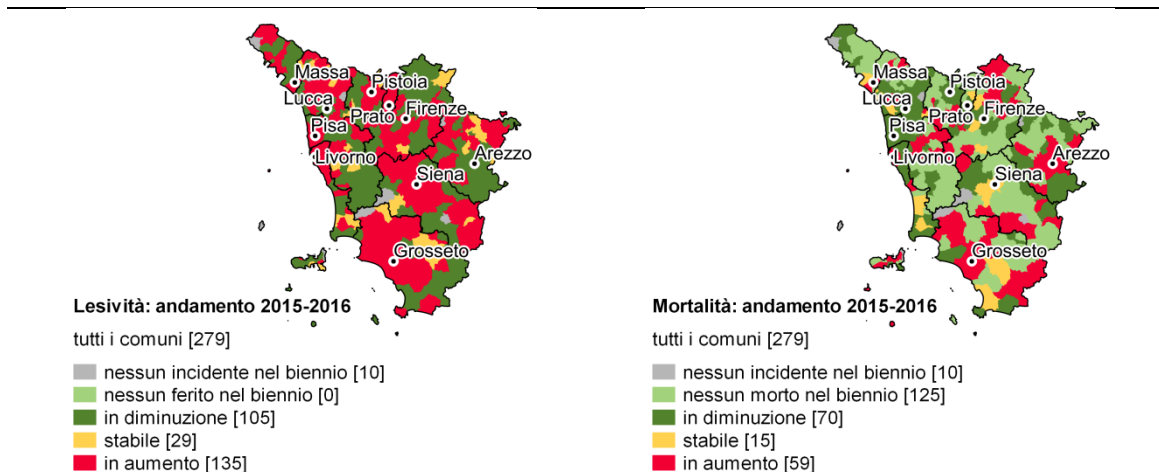 Massa
Pistoia
Lucca
Prato
Firenze
Pisa
Livorno
Arezzo
Siena
Grosseto
Lesività: andamento 2015-2016
tutti i comuni [279]
nessun incidente nel biennio [10]
nessun ferito nel biennio [0]
in diminuzione [105]
stabile [29]
in aumento [135]
Massa
Pistoia
Lucca
Prato
Firenze
Pisa
Livorno
Arezzo
Siena
Grosseto
Mortalità: andamento 2015-2016
tutti i comuni [279]
nessun incidente nel biennio [10]
nessun morto nel biennio [125]
in diminuzione [70]
stabile [15]
in aumento [59]